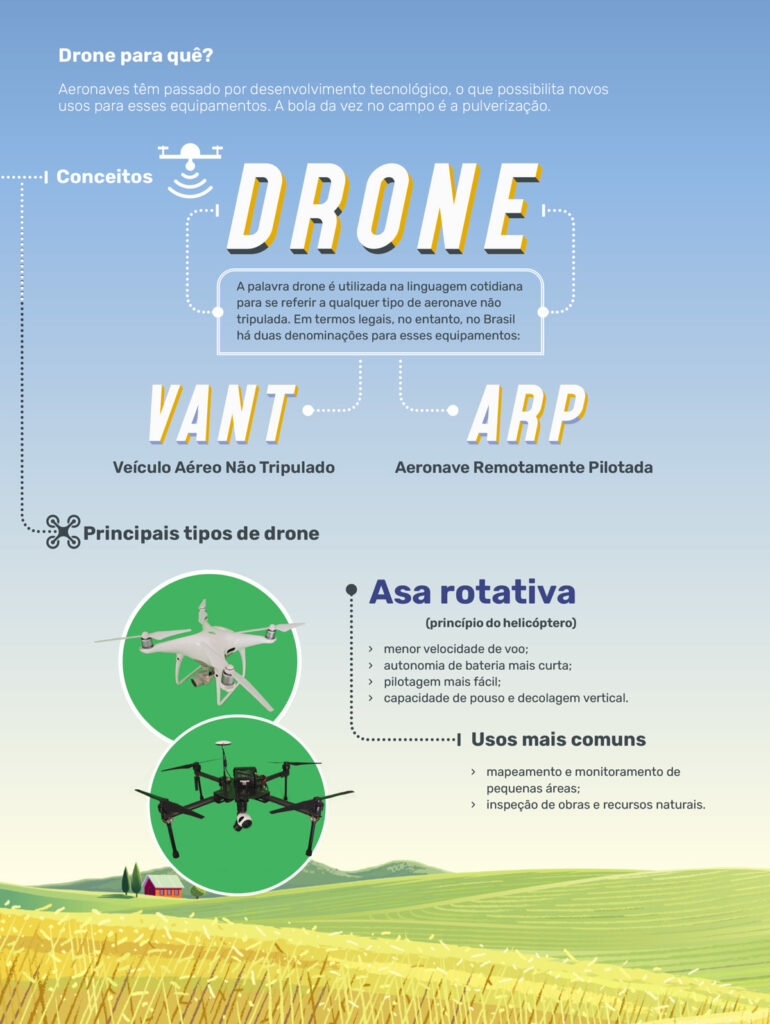 Drone para quê?
Aeronaves têm passado por desenvolvimento tecnológico, o que possibilita novos
usos para esses equipamentos. A bola da vez no campo é a pulverização.
Conceitos
DRONE
A palavra drone é utilizada na linguagem cotidiana
para se referir a qualquer tipo de aeronave não
tripulada. Em termos legais, no entanto, no Brasil
há duas denominações para esses equipamentos:
VANT
Veículo Aéreo Não Tripulado
ARP
Aeronave Remotamente Pilotada
Principais tipos de drone
Asa rotativa
(princípio do helicóptero)
› menor velocidade de voo;
› autonomia de bateria mais curta;
› pilotagem mais fácil;
› capacidade de pouso e decolagem vertical.
Usos mais comuns
› mapeamento e monitoramento de
pequenas áreas;
› inspeção de obras e recursos naturais.